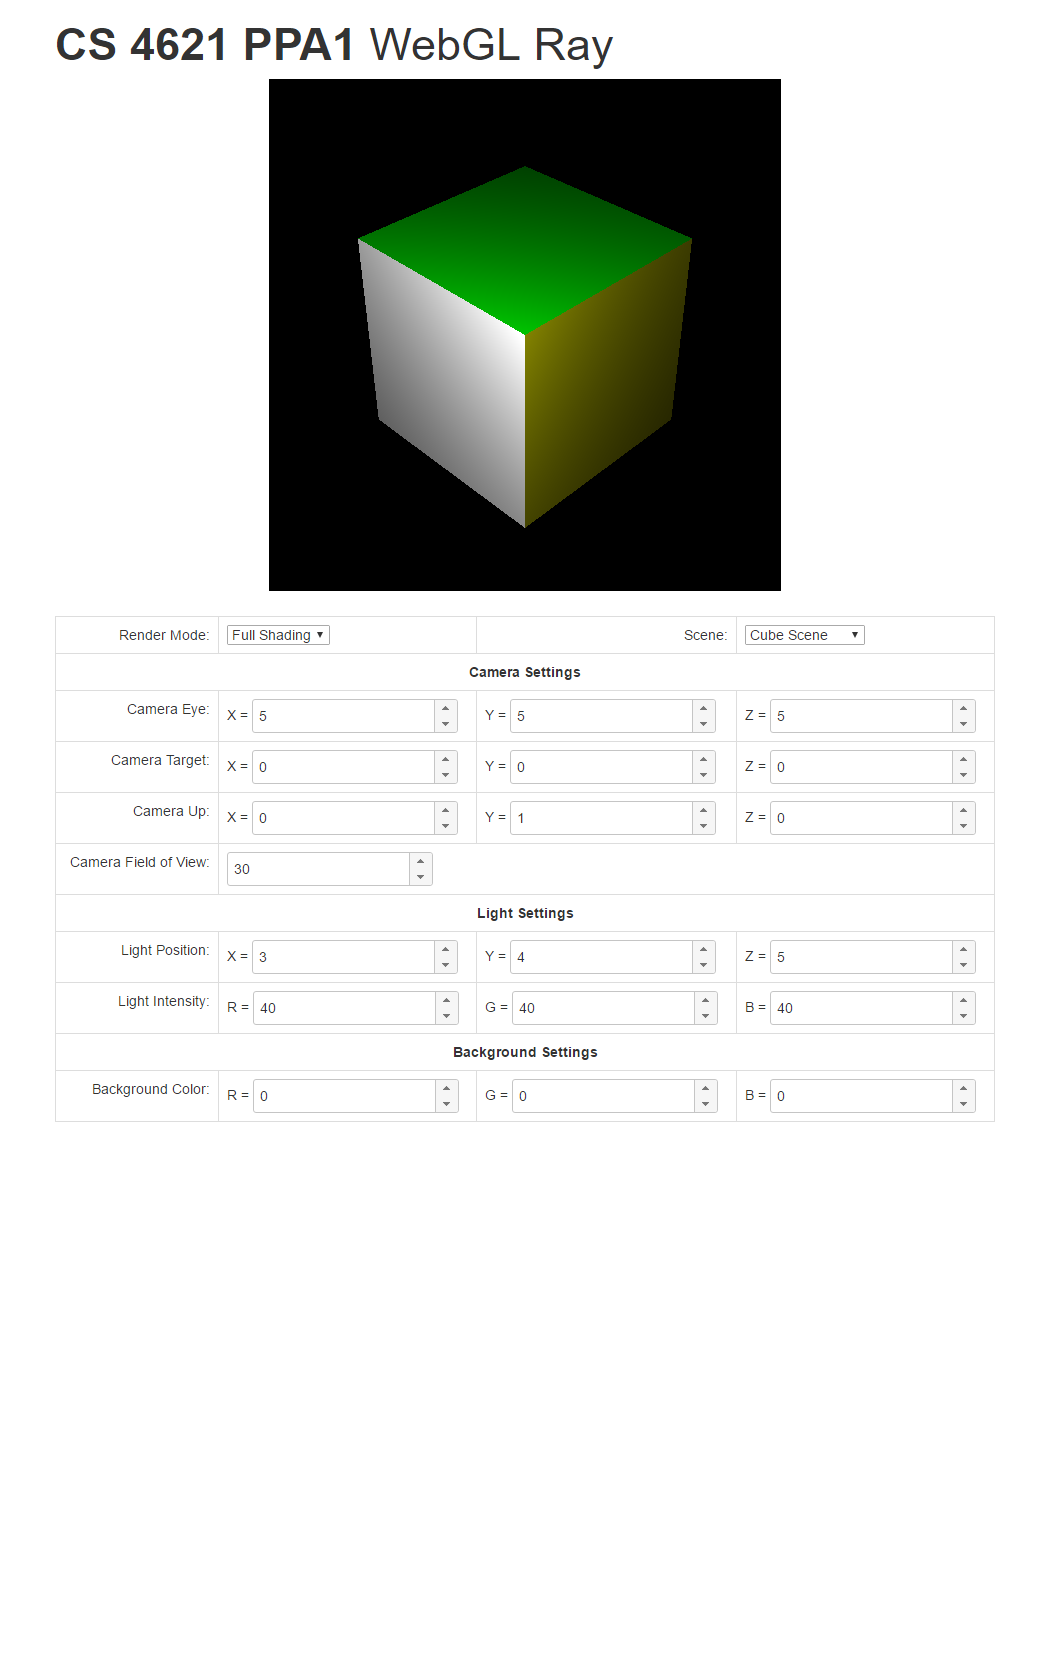 CS 4621 PPA1 WebGL Ray
Render Mode: Full Shading Scene: Cube Scene
Camera Settings
Camera Eye: X = 5 Y = 5 Z = 5
Camera Target: X = 0 Y = 0 Z = 0
Camera Up: X = 0 Y = 1 Z = 0
Camera Field of View: 30
Light Settings
Light Position: X = 3 Y = 4 Z = 5
Light Intensity: R = 40 G = 40 B = 40
Background Settings
Background Color: R = 0 G = 0 B = 0